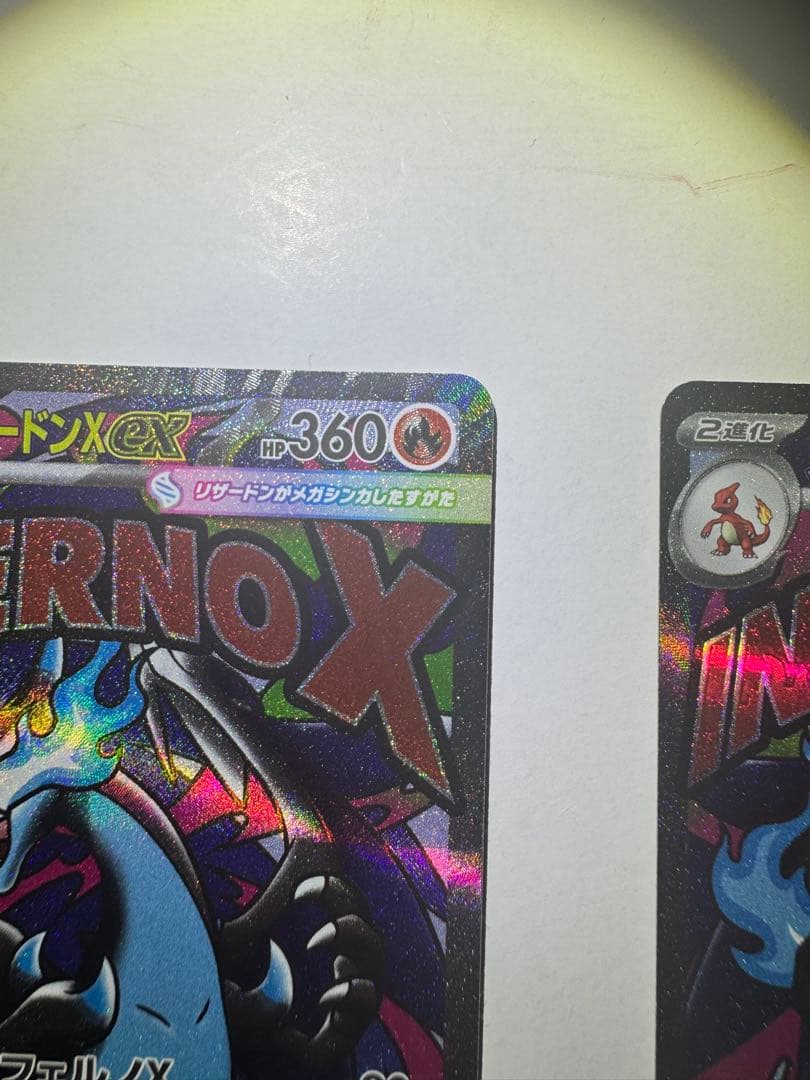 ードンXex HP360
リザードンがメガシンカしたすがた
ERNO X
フェルノX
2進化
IN